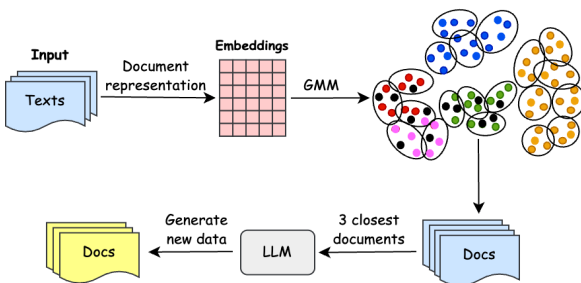 Input
Texts
Document
representation
Embeddings
GMM
Docs
3 closest
documents
LLM
Generate
new data
Docs